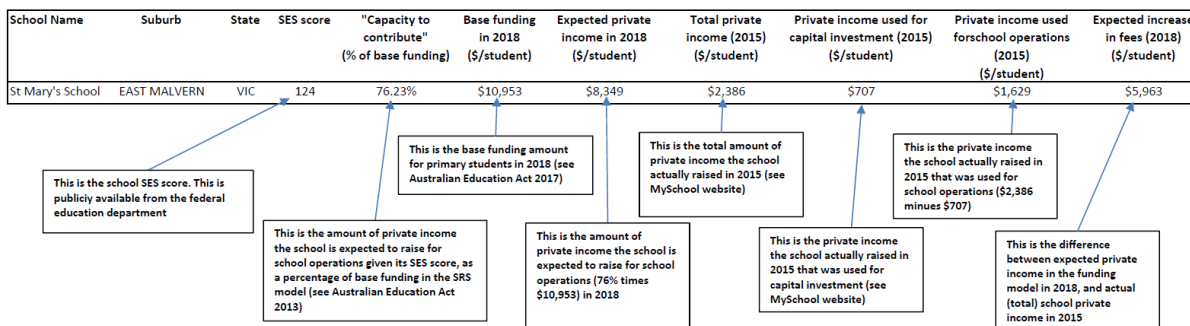 School Name Suburb State SES score "Capacity to Base funding Expected private Total private Private income used for Private income used Expected increase
contribute" in 2018 income in 2018 income (2015) capital investment (2015) forschool operations in fees (2018)
(% of base funding) ($/student) ($/student) ($/student) ($/student) (2015) ($/student)
($/student)
St Mary's School EAST MALVERN VIC 124 76.23% $10,953 $8,349 $2,386 $707 $1,629 $5,963
This is the school SES score. This is
publiciy available from the federal
education department
This is the amount of private income
the school is expected to raise for
school operations given its SES score, as
a percentage of base funding in the SRS
model (see Australian Education Act
2013)
This is the base funding amount
for primary students in 2018 (see
Australian Education Act 2017)
This is the amount of
private income the school is
expected to raise for school
operations (76% times
$10,953) in 2018
This is the total amount of
private income the school
actually raised in 2015 (see
MySchool website)
This is the private income
the school actually raised in
2015 that was used for
capital investment (see
MySchool website)
This is the private income
the school actually raised in
2015 that was used for
school operations ($2,386
minues $707)
This is the difference
between expected private
income in the funding
model in 2018, and actual
(total) school private
income in 2015